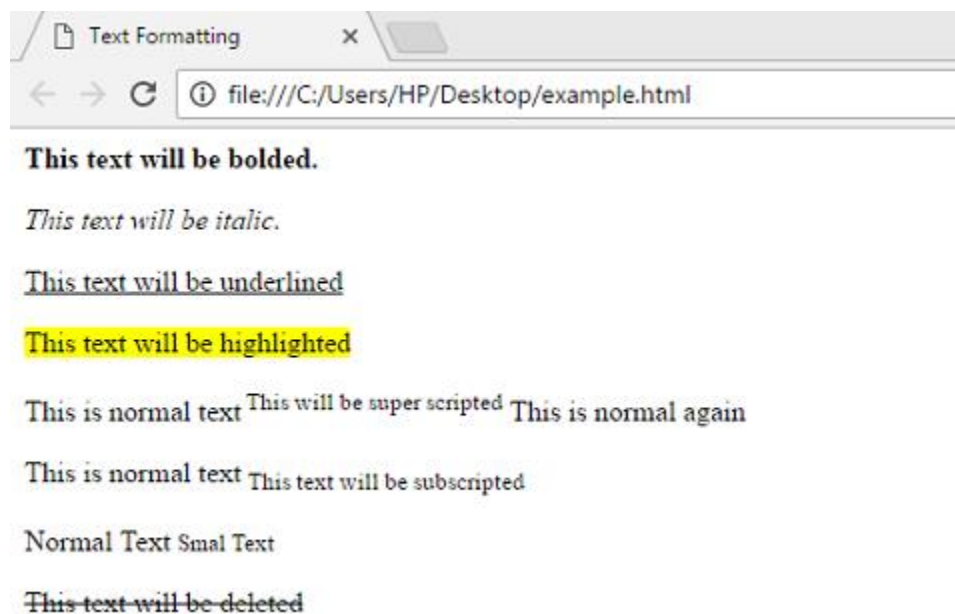 Text Formatting
file:///C:/Users/HP/Desktop/example.html
This text will be bolded.
This text will be italic.
This text will be underlined
This text will be highlighted
This is normal text This will be super scripted This is normal again
This is normal text This text will be subscripted
Normal Text Smal Text
This text will be deleted